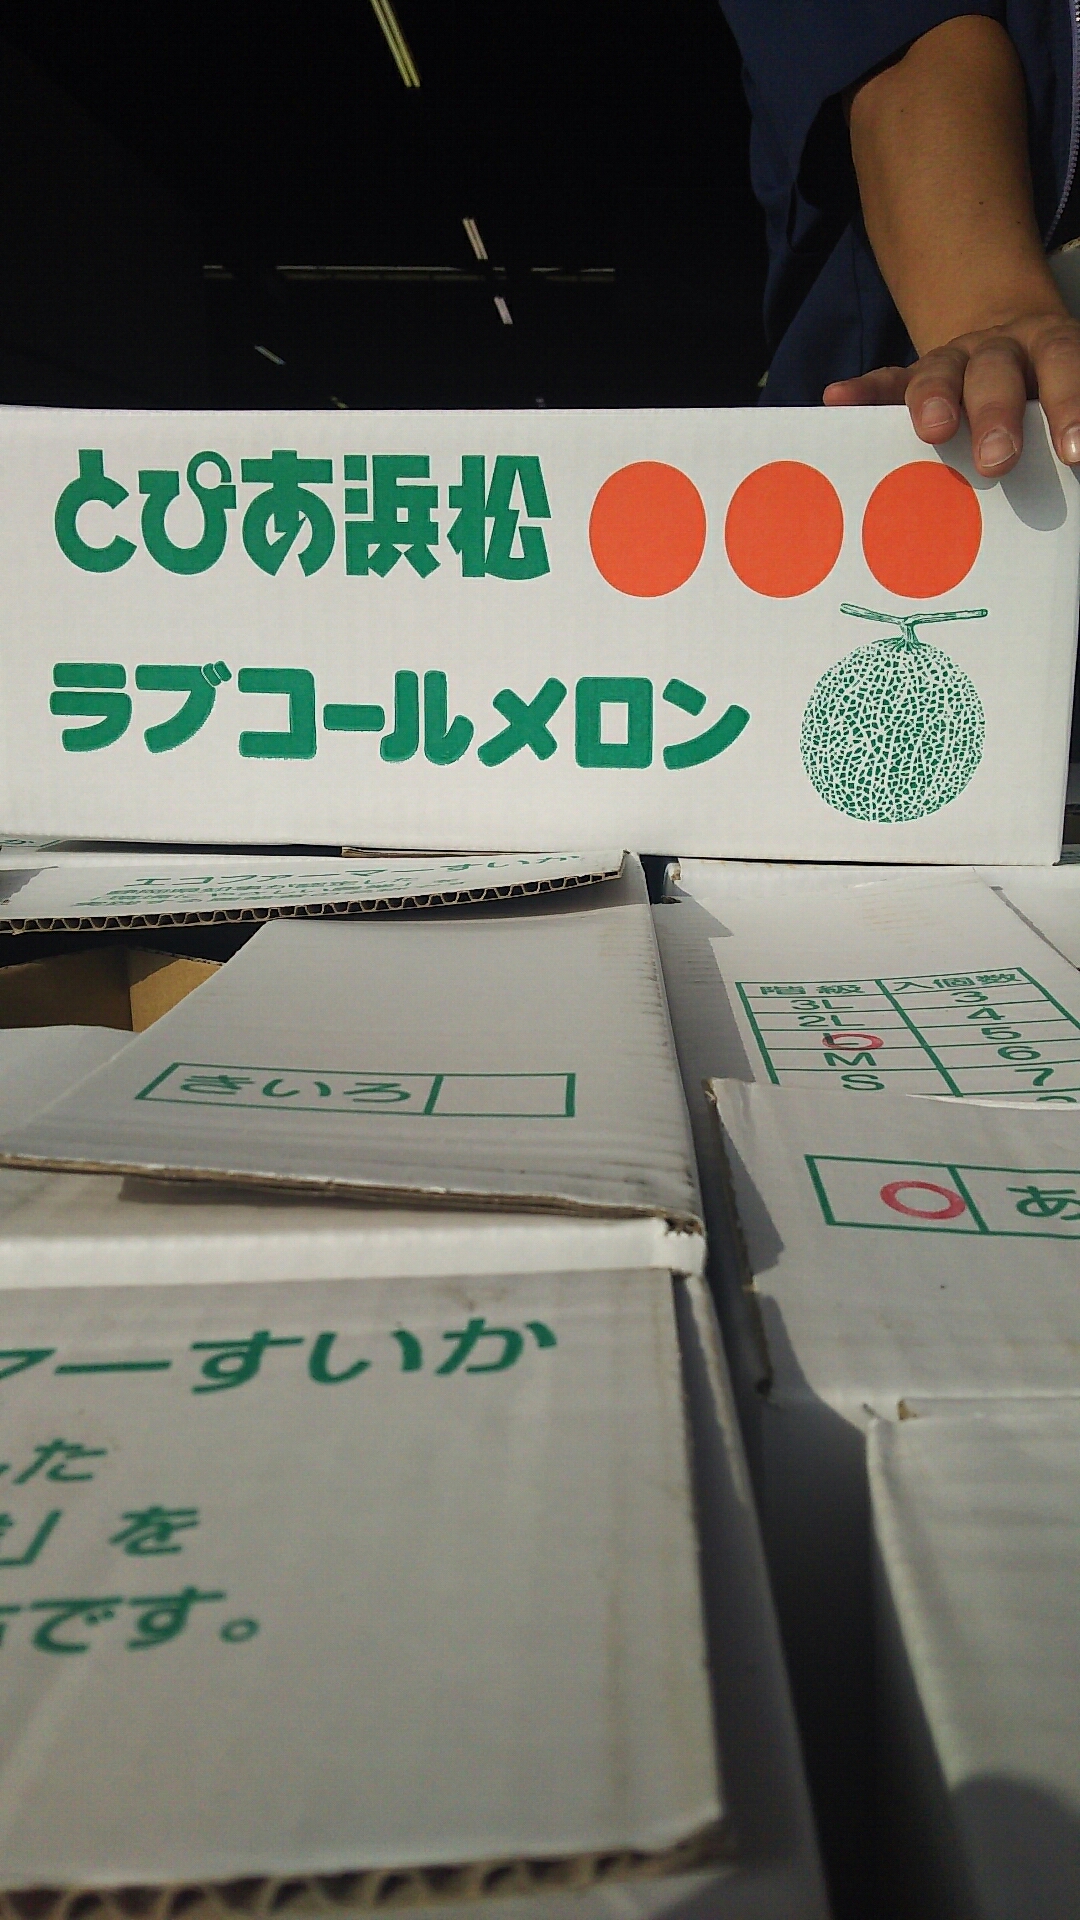 とぴあ浜松
ラブコールメロン
エコファーマーすいか
階級 入個数
3L 3
2L 4
L 5
M 6
S 7
きいろ
あ
マーすいか
した
」を
です。